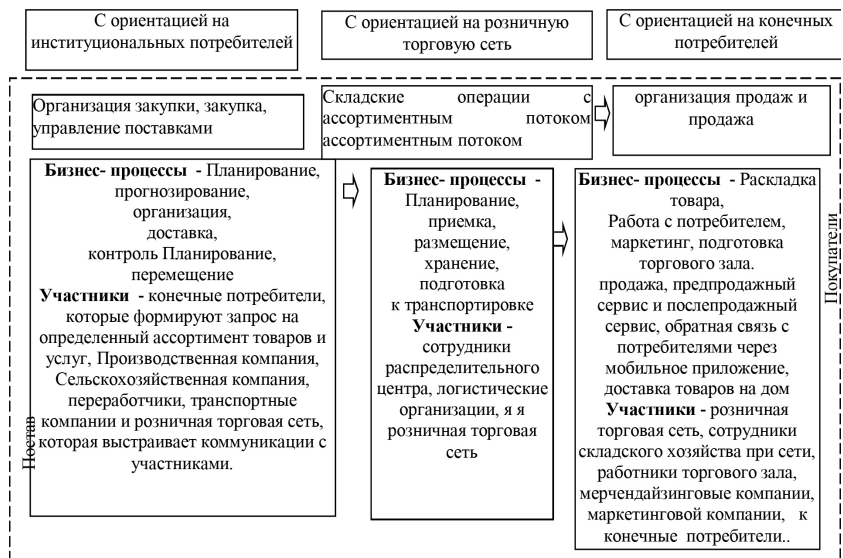 С ориентацией на
институциональных потребителей
С ориентацией на розничную
торговую сеть
С ориентацией на конечных
потребителей
Организация закупки, закупка,
управление поставками
Складские операции с
ассортиментным потоком
ассортиментным потоком
организация продаж и
продажа
Бизнес- процессы - Планирование,
прогнозирование,
организация,
доставка,
контроль Планирование,
перемещение
Участники - конечные потребители,
которые формируют запрос на
определенный ассортимент товаров и
услуг, Производственная компания,
Сельскохозяйственная компания,
переработчики, транспортные
компании и розничная торговая сеть,
которая выстраивает коммуникации с
участниками.
Бизнес- процессы -
Планирование,
приемка,
размещение,
хранение,
подготовка
к транспортировке
Участники -
сотрудники
распределительного
центра, логистические
организации, я я
розничная торговая
сеть
Бизнес- процессы - Раскладка
товара,
Работа с потребителем,
маркетинг, подготовка
торгового зала.
продажа, предпродажный
сервис и послепродажный
сервис, обратная связь с
потребителями через
мобильное приложение,
доставка товаров на дом
Участники - розничная
торговая сеть, сотрудники
складского хозяйства при сети,
работники торгового зала,
мерчендайзинговые компании,
маркетинговой компании, к
конечные потребители..
Постав
Покупатели